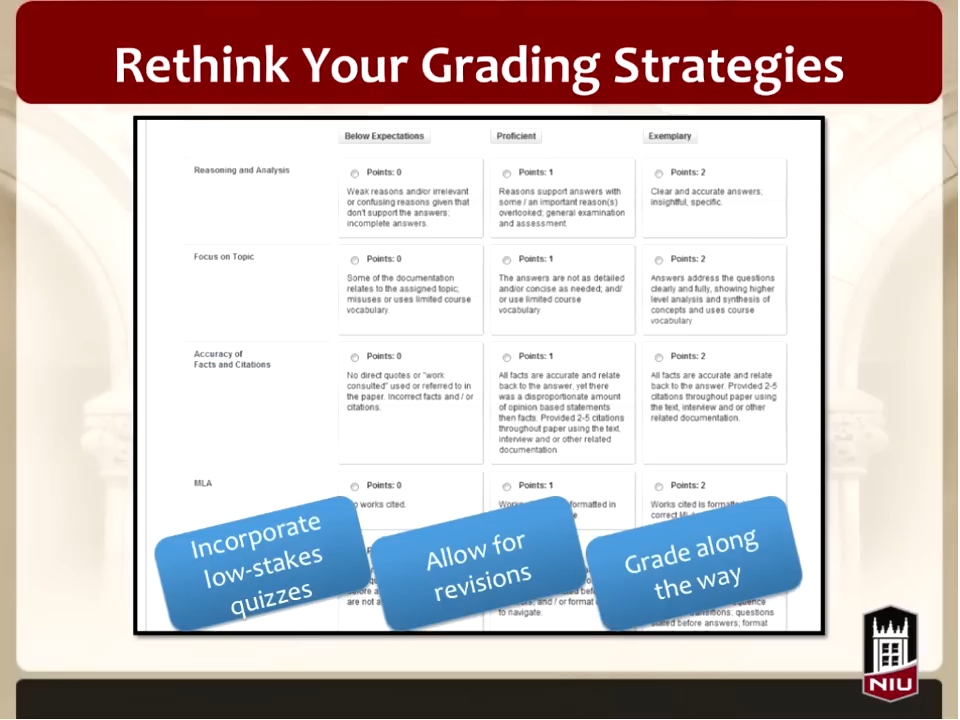 Rethink Your Grading Strategies
Below Expectations
Proficient
Exemplary
Reasoning and Analysis
Points: 0
Weak reasons and/or irrelevant
or confusing reasons given that
don't support the answers;
incomplete answers.
Points: 1
Reasons support answers with
some / an important reason(s)
overlooked; general examination
and assessment
Points: 2
Clear and accurate answers;
insightful, specific.
Focus on Topic
Points: 0
Some of the documentation
relates to the assigned topic;
misuses or uses limited course
vocabulary.
Points: 1
The answers are not as detailed
and/or concise as needed; and/
or use limited course
vocabulary
Points: 2
Answers address the questions
clearly and fully, showing higher
level analysis and synthesis of
concepts and uses course
vocabulary
Accuracy of
Facts and Citations
Points: 0
No direct quotes or "work
consulted" used or referred to in
the paper. Incorrect facts and / or
citations.
Points: 1
All facts are accurate and relate
back to the answer, yet there
was a disproportionate amount
of opinion based statements
then facts. Provided 2-5 citations
throughout paper using the text,
interview and or other related
documentation
Points: 2
All facts are accurate and relate
back to the answer. Provided 2-5
citations throughout paper using
the text, interview and or other
related documentation.
MLA
Points: 0
works cited.
Points: 1
formatted in
Points: 2
Works cited is
correct
are not
and / or format
to navigate.
questions
before answers; format
Incorporate
low-stakes
quizzes
Allow for
revisions
Grade along
the way
NIU